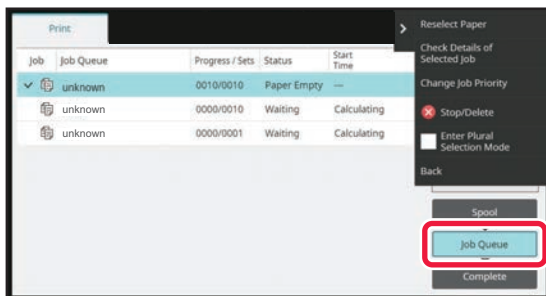 Print
Job Job Queue Progress / Sets Status Start Time
unknown 0010/0010 Paper Empty ---
unknown 0000/0010 Waiting Calculating
unknown 0000/0001 Waiting Calculating
Reselect Paper
Check Details of
Selected Job
Change Job Priority
Stop/Delete
Enter Plural
Selection Mode
Back
Spool
Job Queue
Complete